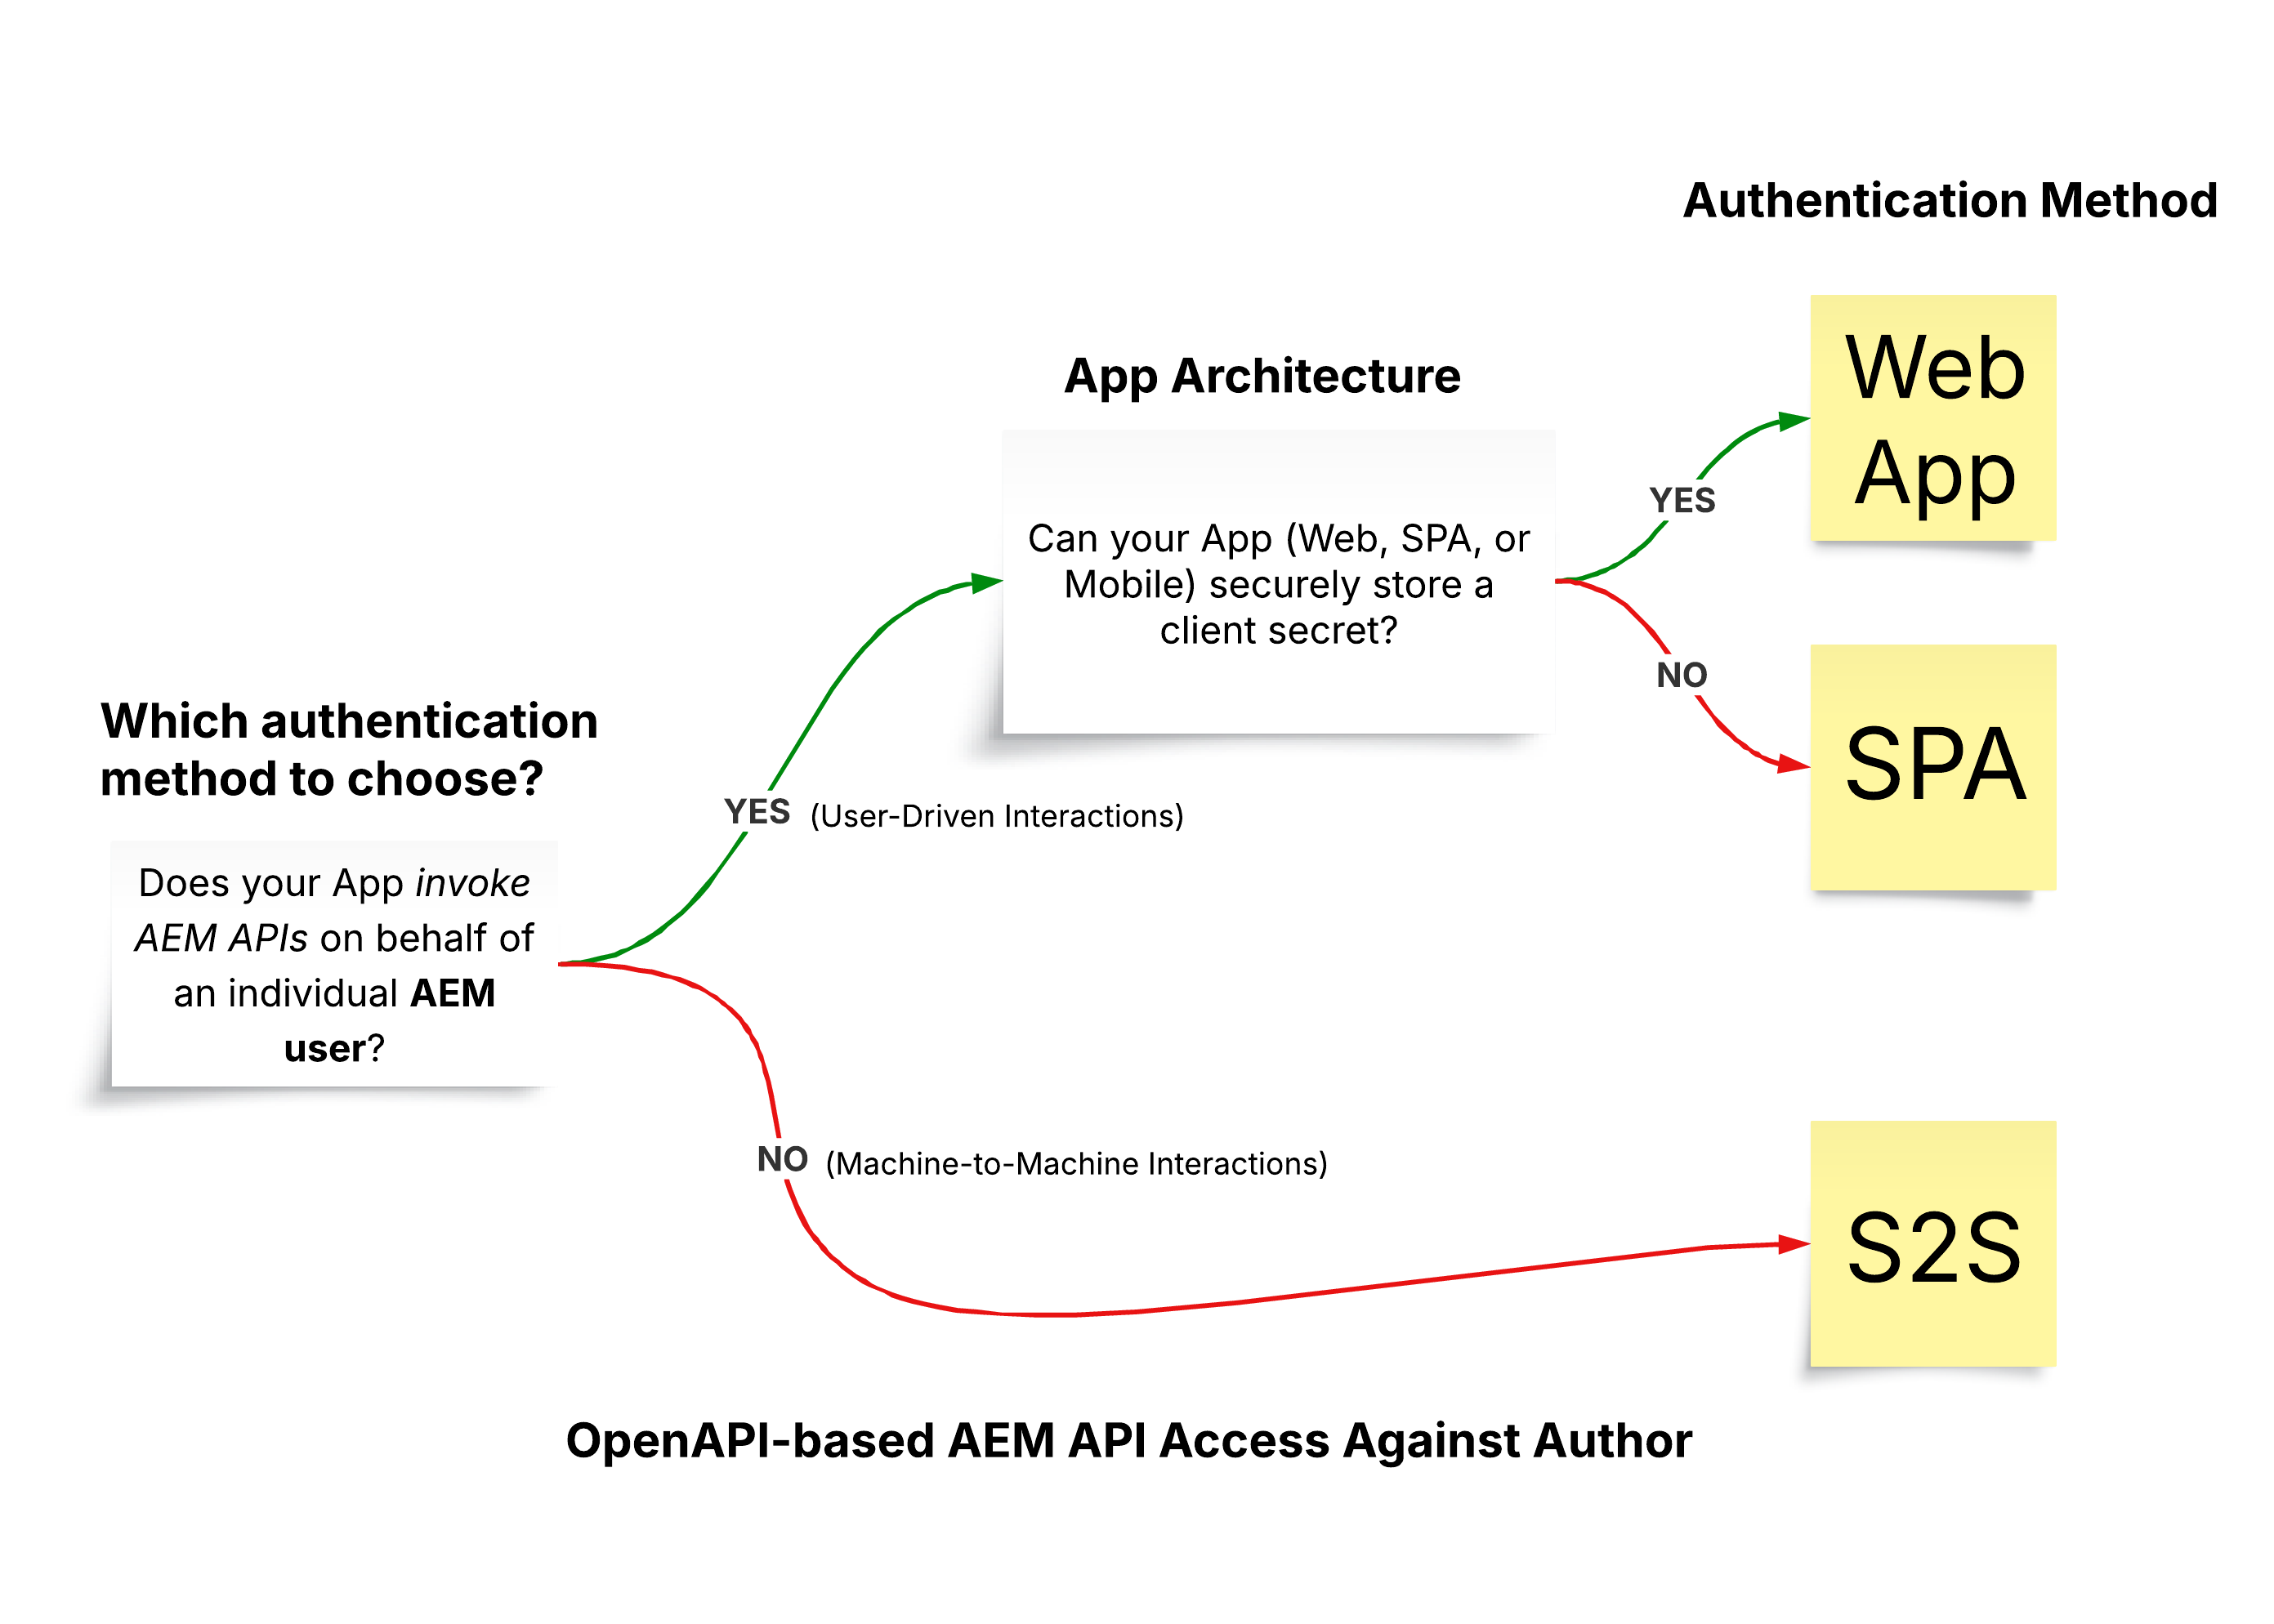 Authentication Method
Web
App
App Architecture
YES
Can your App (Web, SPA, or
Mobile) securely store a
client secret?
NO
SPA
Which authentication
method to choose?
YES (User-Driven Interactions)
Does your App invoke
AEM APIs on behalf of
an individual AEM
user?
NO (Machine-to-Machine Interactions)
S2S
OpenAPI-based AEM API Access Against Author